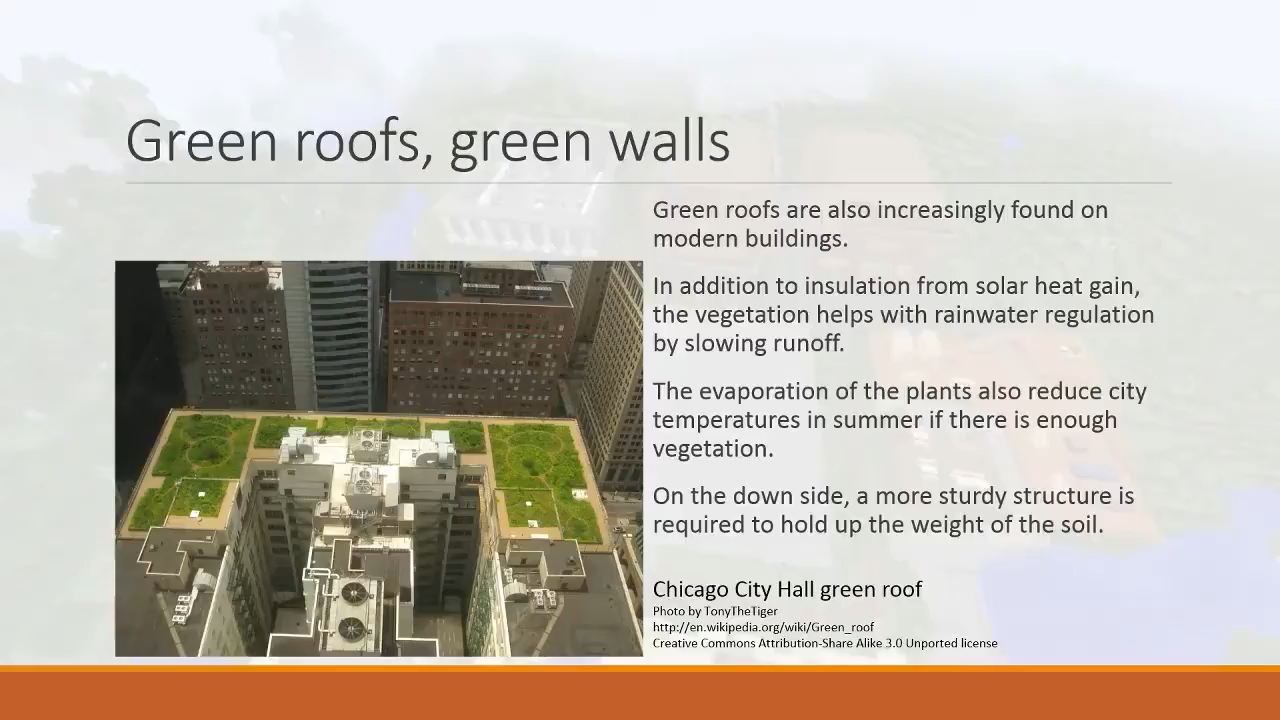 Green roofs, green walls
Green roofs are also increasingly found on
modern buildings.
In addition to insulation from solar heat gain,
the vegetation helps with rainwater regulation
by slowing runoff.
The evaporation of the plants also reduce city
temperatures in summer if there is enough
vegetation.
On the down side, a more sturdy structure is
required to hold up the weight of the soil.
Chicago City Hall green roof
Photo by TonyTheTiger
http://en.wikipedia.org/wiki/Green_roof
Creative Commons Attribution-Share Alike 3.0 Unported license